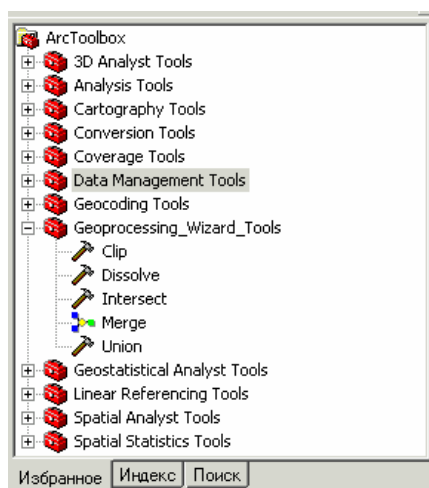 ArcToolbox
3D Analyst Tools
Analysis Tools
Cartography Tools
Conversion Tools
Coverage Tools
Data Management Tools
Geocoding Tools
Geoprocessing_Wizard_Tools
Clip
Dissolve
Intersect
Merge
Union
Geostatistical Analyst Tools
Linear Referencing Tools
Spatial Analyst Tools
Spatial Statistics Tools
Избранное Индекс Поиск